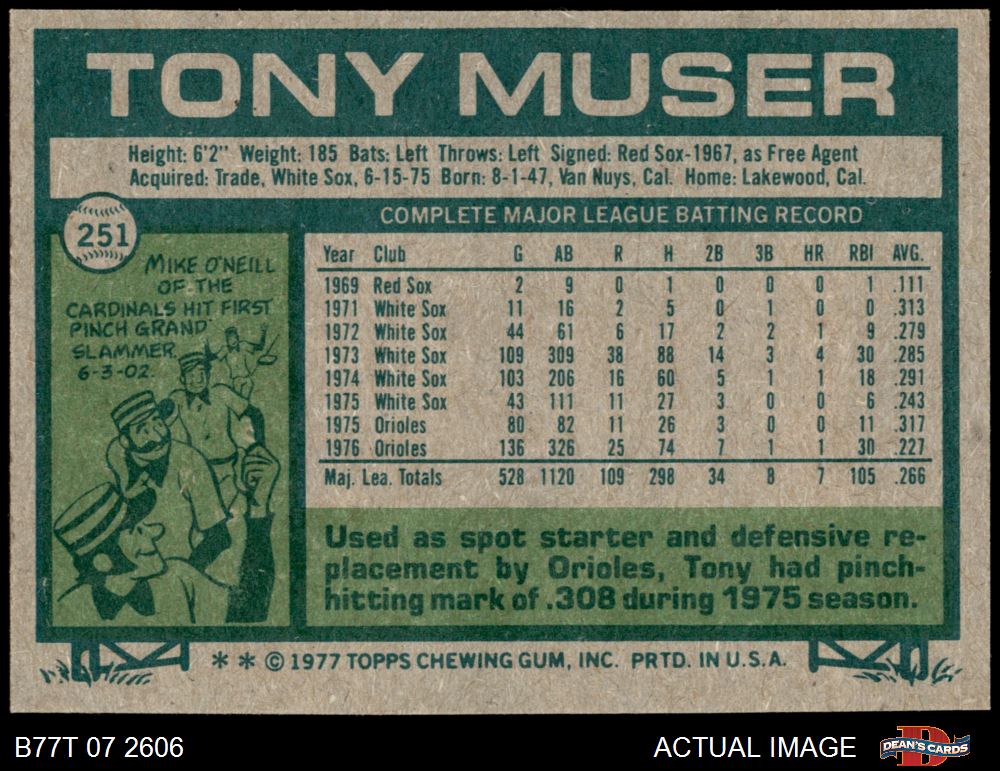 TONY MUSER
Height: 6'2" Weight: 185 Bats: Left Throws: Left Signed: Red Sox-1967, as Free Agent
Acquired: Trade, White Sox, 6-15-75 Born: 8-1-47, Van Nuys, Cal. Home: Lakewood, Cal.
251
MIKE O'NEILL
OF THE
CARDINALS HIT FIRST
PINCH GRAND
SLAMMER
6-3-02.
COMPLETE MAJOR LEAGUE BATTING RECORD
Year Club G AB R H 2B 3B HR RBI AVG.
1969 Red Sox 2 9 0 1 0 0 0 1 .111
1971 White Sox 11 16 2 5 0 1 0 0 .313
1972 White Sox 44 61 6 17 2 2 1 9 .279
1973 White Sox 109 309 38 88 14 3 4 30 .285
1974 White Sox 103 206 16 60 5 1 1 18 .291
1975 White Sox 43 111 11 27 3 0 0 6 .243
1975 Orioles 80 82 11 26 3 0 0 11 .317
1976 Orioles 136 326 25 74 7 1 1 30 .227
Maj. Lea. Totals 528 1120 109 298 34 8 7 105 .266
Used as spot starter and defensive re-
placement by Orioles, Tony had pinch-
hitting mark of .308 during 1975 season.
** © 1977 TOPPS CHEWING GUM, INC. PRTD. IN U.S.A.
B77T 07 2606
ACTUAL IMAGE
DEAN'S CARDS